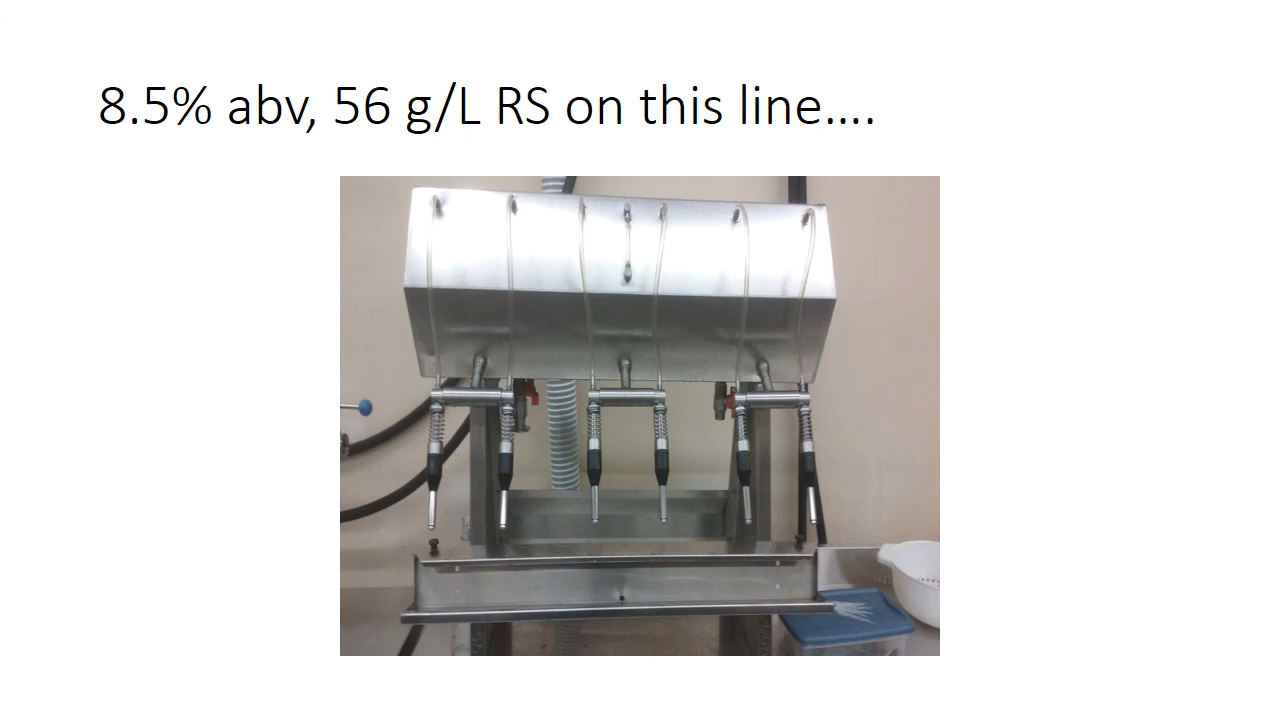 8.5% abv, 56 g/L RS on this line….